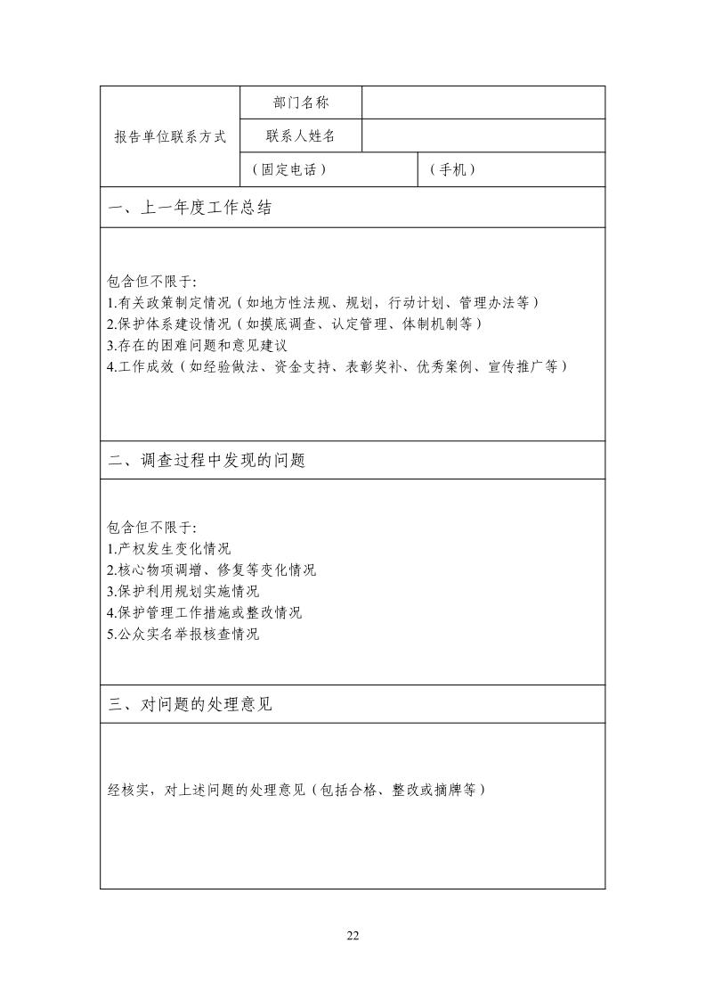 部门名称
报告单位联系方式
联系人姓名
（固定电话）
（手机）
一、上一年度工作总结
包含但不限于：
1.有关政策制定情况（如地方性法规、规划，行动计划、管理办法等）
2.保护体系建设情况（如摸底调查、认定管理、体制机制等）
3.存在的困难问题和意见建议
4.工作成效（如经验做法、资金支持、表彰奖补、优秀案例、宣传推广等）
二、调查过程中发现的问题
包含但不限于：
1.产权发生变化情况
2.核心物项调增、修复等变化情况
3.保护利用规划实施情况
4.保护管理工作措施或整改情况
5.公众实名举报核查情况
三、对问题的处理意见
经核实，对上述问题的处理意见（包括合格、整改或摘牌等）
22